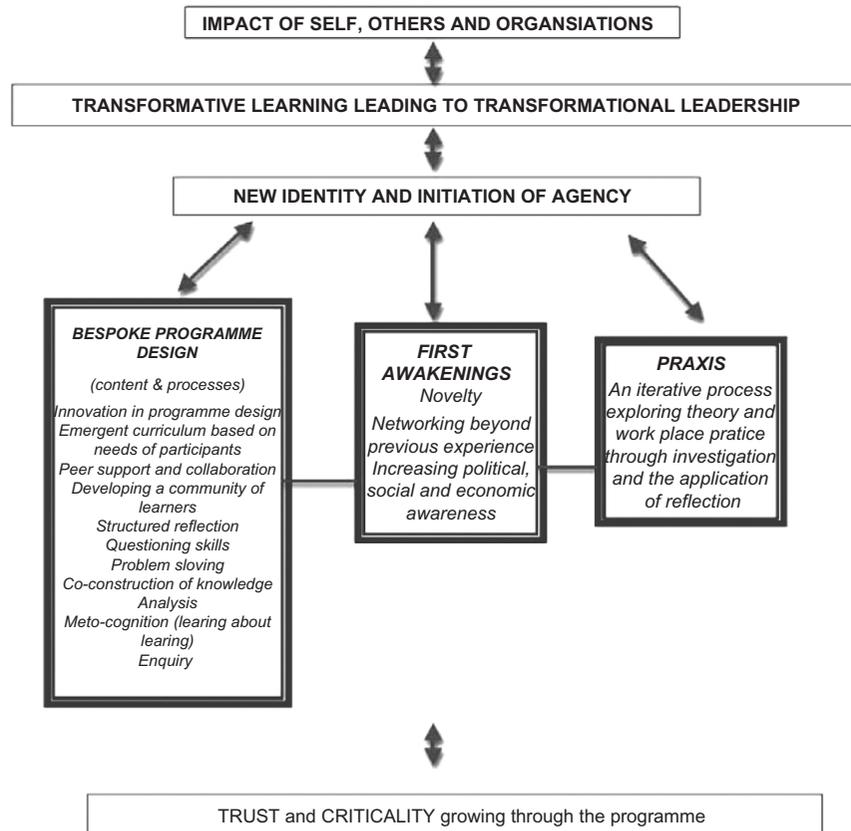 IMPACT OF SELF, OTHERS AND ORGANSIATIONS
TRANSFORMATIVE LEARNING LEADING TO TRANSFORMATIONAL LEADERSHIP
NEW IDENTITY AND INITIATION OF AGENCY
BESPOKE PROGRAMME
DESIGN
(content & processes)
Innovation in programme design
Emergent curriculum based on
needs of participants
Peer support and collaboration
Developing a community of
learners
Structured reflection
Questioning skills
Problem sloving
Co-construction of knowledge
Analysis
Meto-cognition (learing about
learing)
Enquiry
FIRST
AWAKENINGS
Novelty
Networking beyond
previous experience
Increasing political,
social and economic
awareness
PRAXIS
An iterative process
exploring theory and
work place pratice
through investigation
and the application
of reflection
TRUST and CRITICALITY growing through the programme